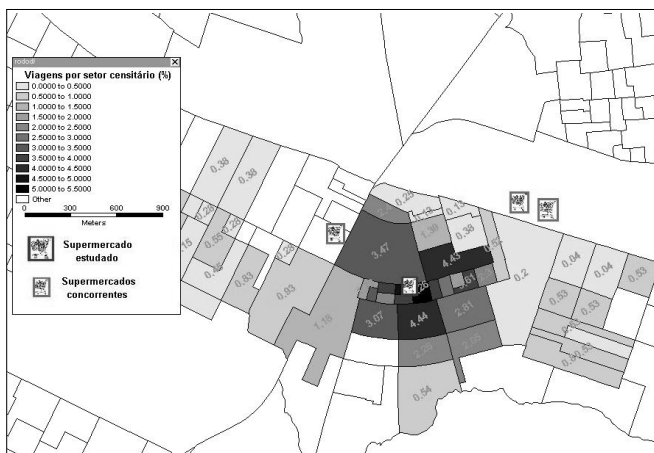 rodcdf
Viagens por setor censitário (%)
0.0000 to 0.5000
0.5000 to 1.0000
1.0000 to 1.5000
1.5000 to 2.0000
2.0000 to 2.5000
2.5000 to 3.0000
3.0000 to 3.5000
3.5000 to 4.0000
4.0000 to 4.5000
4.5000 to 5.0000
5.0000 to 5.5000
Other
0 300 600 900
Meters
Supermercado
estudado
Supermercados
concorrentes
0.38
0.38
0.28
0.55
0.28
0.83
0.93
1.18
3.47
0.25
0.13
0.38
4.43
0.2
0.04
0.04
0.53
0.53
0.53
3.07
4.44
2.81
0.54